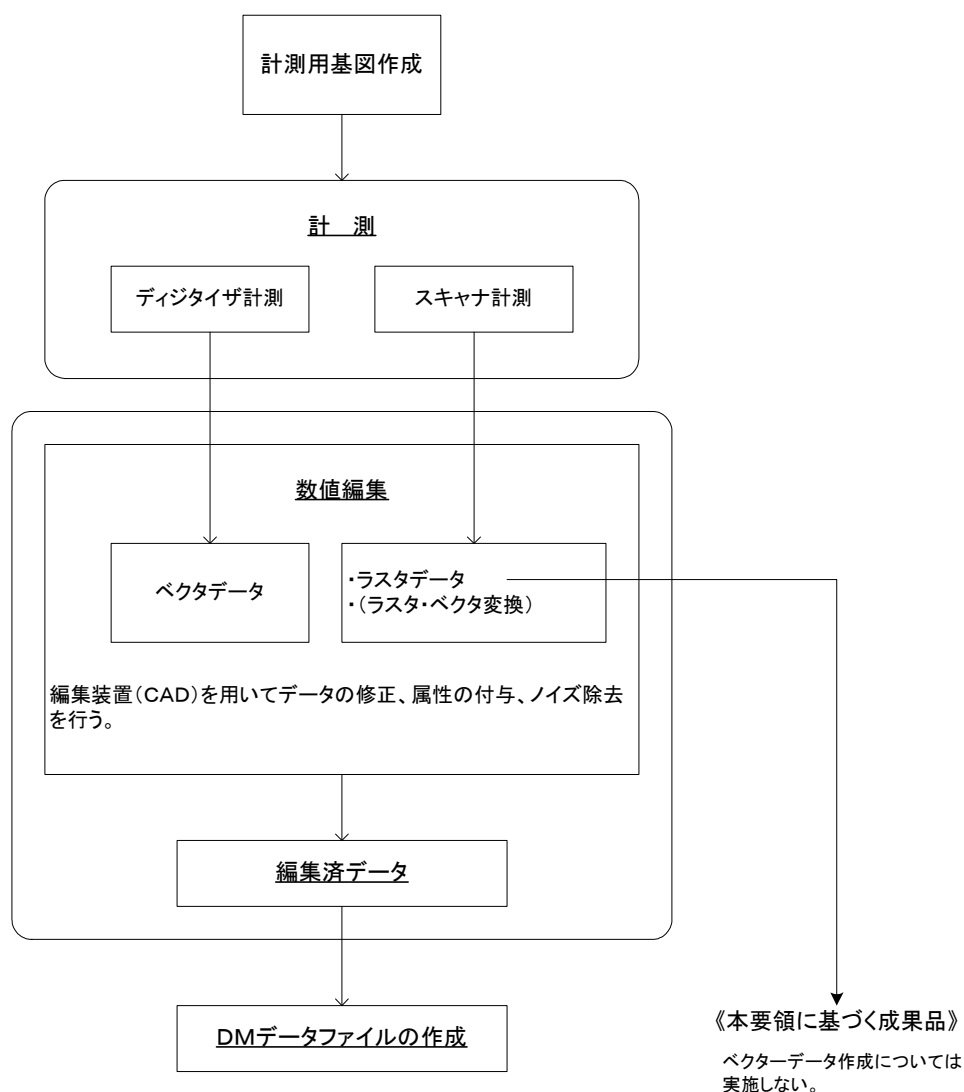 計測用基図作成
計　測
ディジタイザ計測
スキャナ計測
数値編集
ベクタデータ
・ラスタデータ
・(ラスタ・ベクタ変換)
編集装置(CAD)を用いてデータの修正、属性の付与、ノイズ除去
を行う。
編集済データ
DMデータファイルの作成
《本要領に基づく成果品》
ベクターデータ作成については
実施しない。